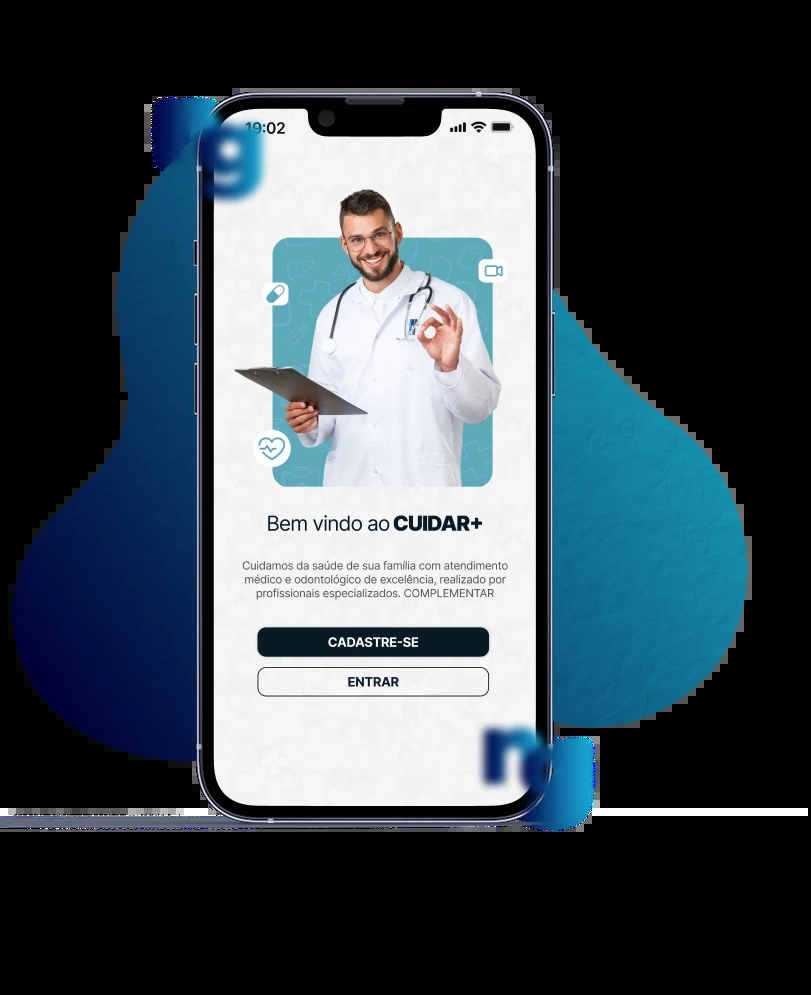 19:02
g
Bem vindo ao CUIDAR+
Cuidamos da saúde de sua família com atendimento
médico e odontológico de excelência, realizado por
profissionais especializados. COMPLEMENTAR
CADASTRE-SE
ENTRAR